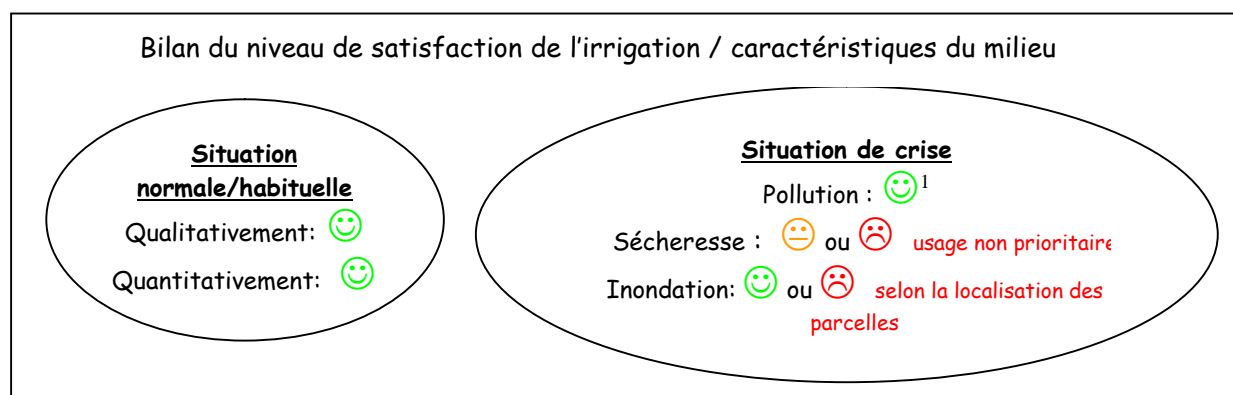 Bilan du niveau de satisfaction de l'irrigation / caractéristiques du milieu
Situation
normale/habituelle
Qualitativement:
Quantitativement:
Situation de crise
Pollution : 1
Sécheresse : ou usage non prioritaire
Inondation: ou selon la localisation des
parcelles